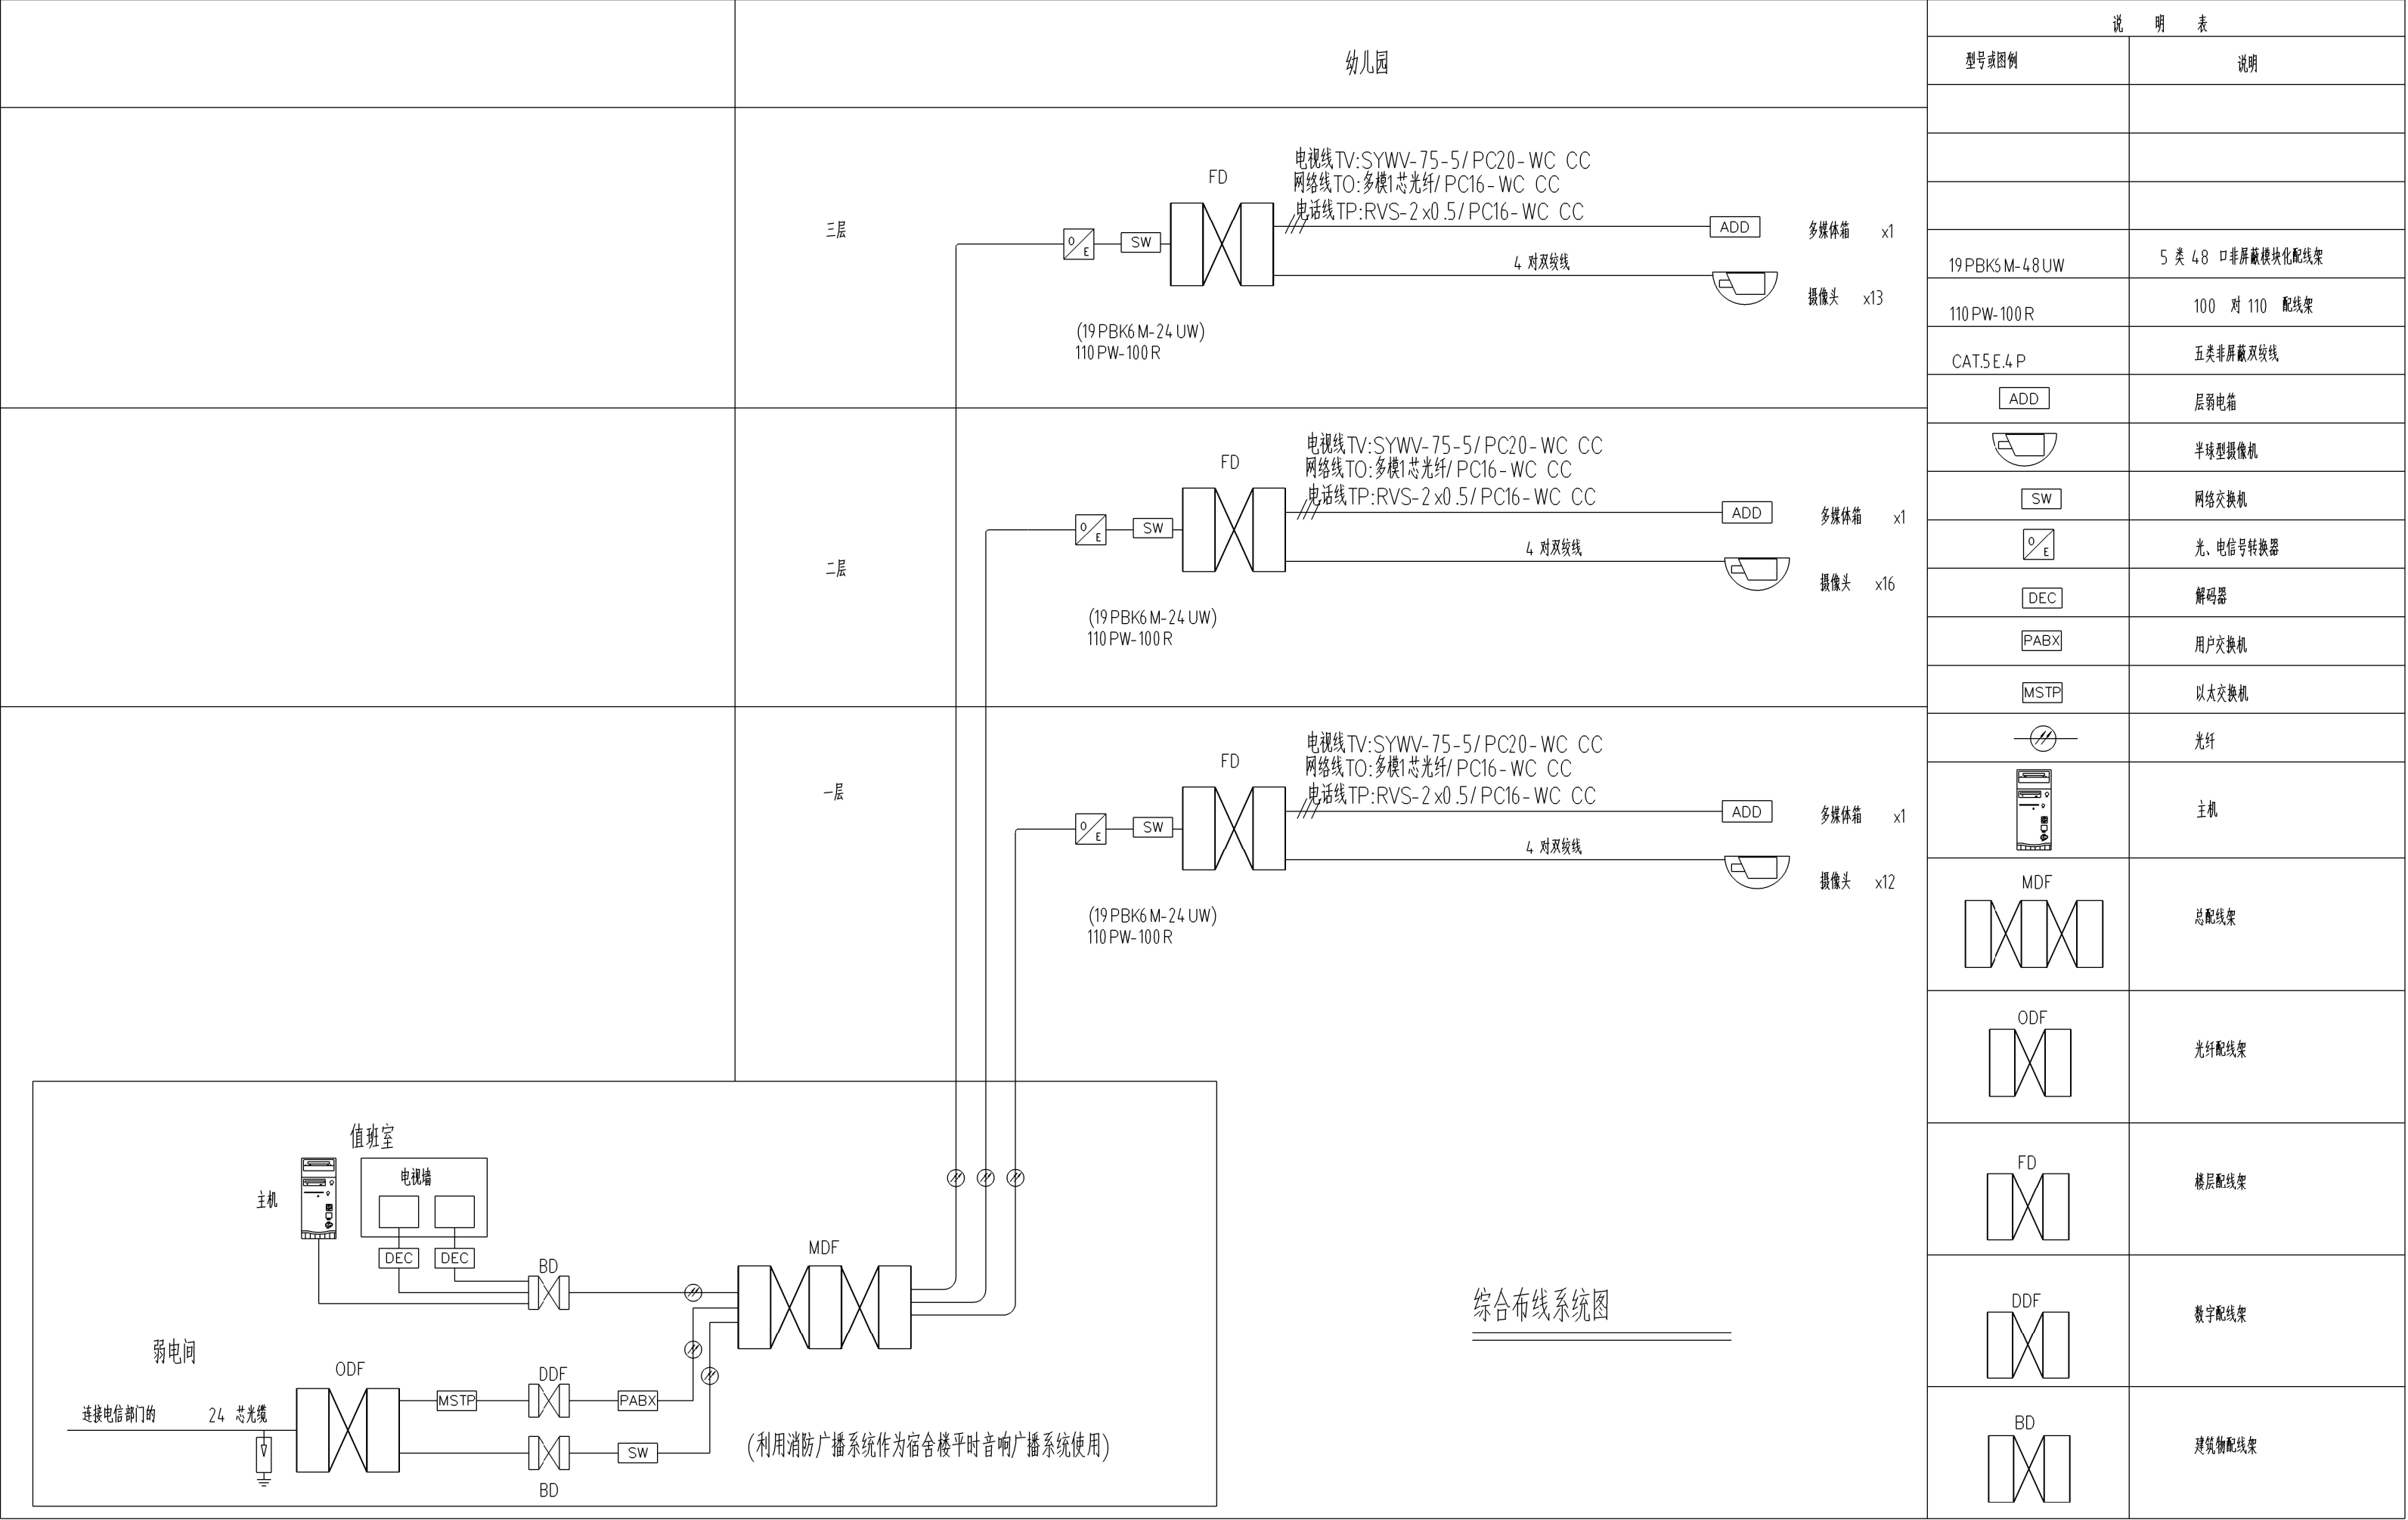 幼儿园
三层
FD
电视线TV:SYWV-75-5/PC20-WC CC
网络线TO:多模1芯光纤/PC16-WC CC
电话线TP:RVS-2x0.5/PC16-WC CC
O/E
SW
ADD
多媒体箱 x1
4 对双绞线
摄像头 x13
(19PBK6M-24UW)
110PW-100R
二层
FD
电视线TV:SYWV-75-5/PC20-WC CC
网络线TO:多模1芯光纤/PC16-WC CC
电话线TP:RVS-2x0.5/PC16-WC CC
O/E
SW
ADD
多媒体箱 x1
4 对双绞线
摄像头 x16
(19PBK6M-24UW)
110PW-100R
一层
FD
电视线TV:SYWV-75-5/PC20-WC CC
网络线TO:多模1芯光纤/PC16-WC CC
电话线TP:RVS-2x0.5/PC16-WC CC
O/E
SW
ADD
多媒体箱 x1
4 对双绞线
摄像头 x12
(19PBK6M-24UW)
110PW-100R
值班室
电视墙
主机
DEC DEC
BD
MDF
弱电间
ODF
DDF
MSTP
PABX
连接电信部门的 24 芯光缆
SW
BD
(利用消防广播系统作为宿舍楼平时音响广播系统使用)
综合布线系统图
说 明 表
型号或图例 说明
19PBK5M-48UW 5 类 48 口非屏蔽模块化配线架
110PW-100R 100 对 110 配线架
CAT.5E.4P 五类非屏蔽双绞线
ADD 层弱电箱
半球型摄像机
SW 网络交换机
O/E 光、电信号转换器
DEC 解码器
PABX 用户交换机
MSTP 以太交换机
光纤
主机
MDF 总配线架
ODF 光纤配线架
FD 楼层配线架
DDF 数字配线架
BD 建筑物配线架